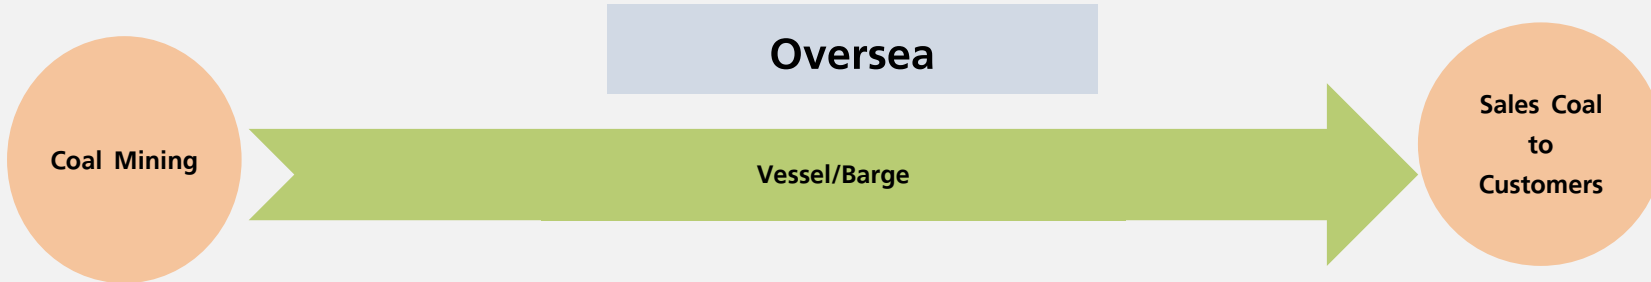 Oversea
Coal Mining
Vessel/Barge
Sales Coal
to
Customers